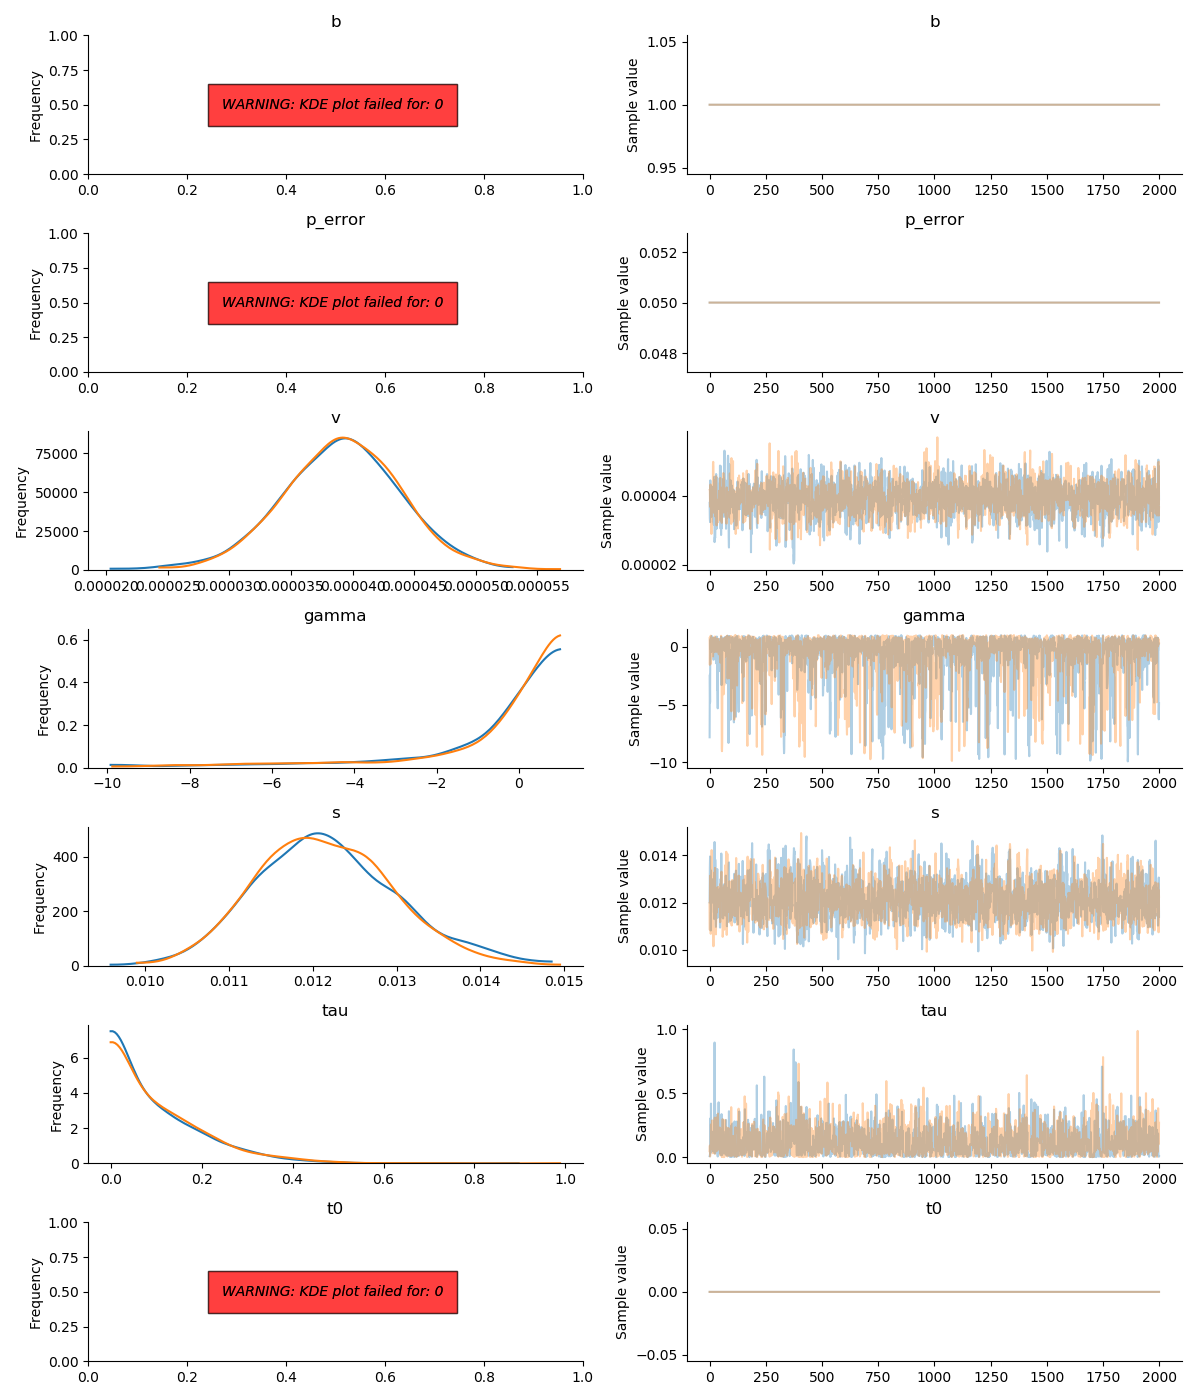 b
b
1.00
0.75
0.50
0.25
0.00
Frequency
WARNING: KDE plot failed for: 0
0.0 0.2 0.4 0.6 0.8 1.0
1.05
1.00
0.95
Sample value
0 250 500 750 1000 1250 1500 1750 2000
p_error
p_error
1.00
0.75
0.50
0.25
0.00
Frequency
WARNING: KDE plot failed for: 0
0.0 0.2 0.4 0.6 0.8 1.0
0.052
0.050
0.048
Sample value
0 250 500 750 1000 1250 1500 1750 2000
v
v
75000
50000
25000
0
Frequency
0.000020 0.000025 0.000030 0.000035 0.000040 0.000045 0.000050 0.000055
0.00004
0.00002
Sample value
0 250 500 750 1000 1250 1500 1750 2000
gamma
gamma
0.6
0.4
0.2
0.0
Frequency
−10 −8 −6 −4 −2 0
0
−5
−10
Sample value
0 250 500 750 1000 1250 1500 1750 2000
s
s
400
200
0
Frequency
0.010 0.011 0.012 0.013 0.014 0.015
0.014
0.012
0.010
Sample value
0 250 500 750 1000 1250 1500 1750 2000
tau
tau
6
4
2
0
Frequency
0.0 0.2 0.4 0.6 0.8 1.0
1.0
0.5
0.0
Sample value
0 250 500 750 1000 1250 1500 1750 2000
t0
t0
1.00
0.75
0.50
0.25
0.00
Frequency
WARNING: KDE plot failed for: 0
0.0 0.2 0.4 0.6 0.8 1.0
0.05
0.00
−0.05
Sample value
0 250 500 750 1000 1250 1500 1750 2000